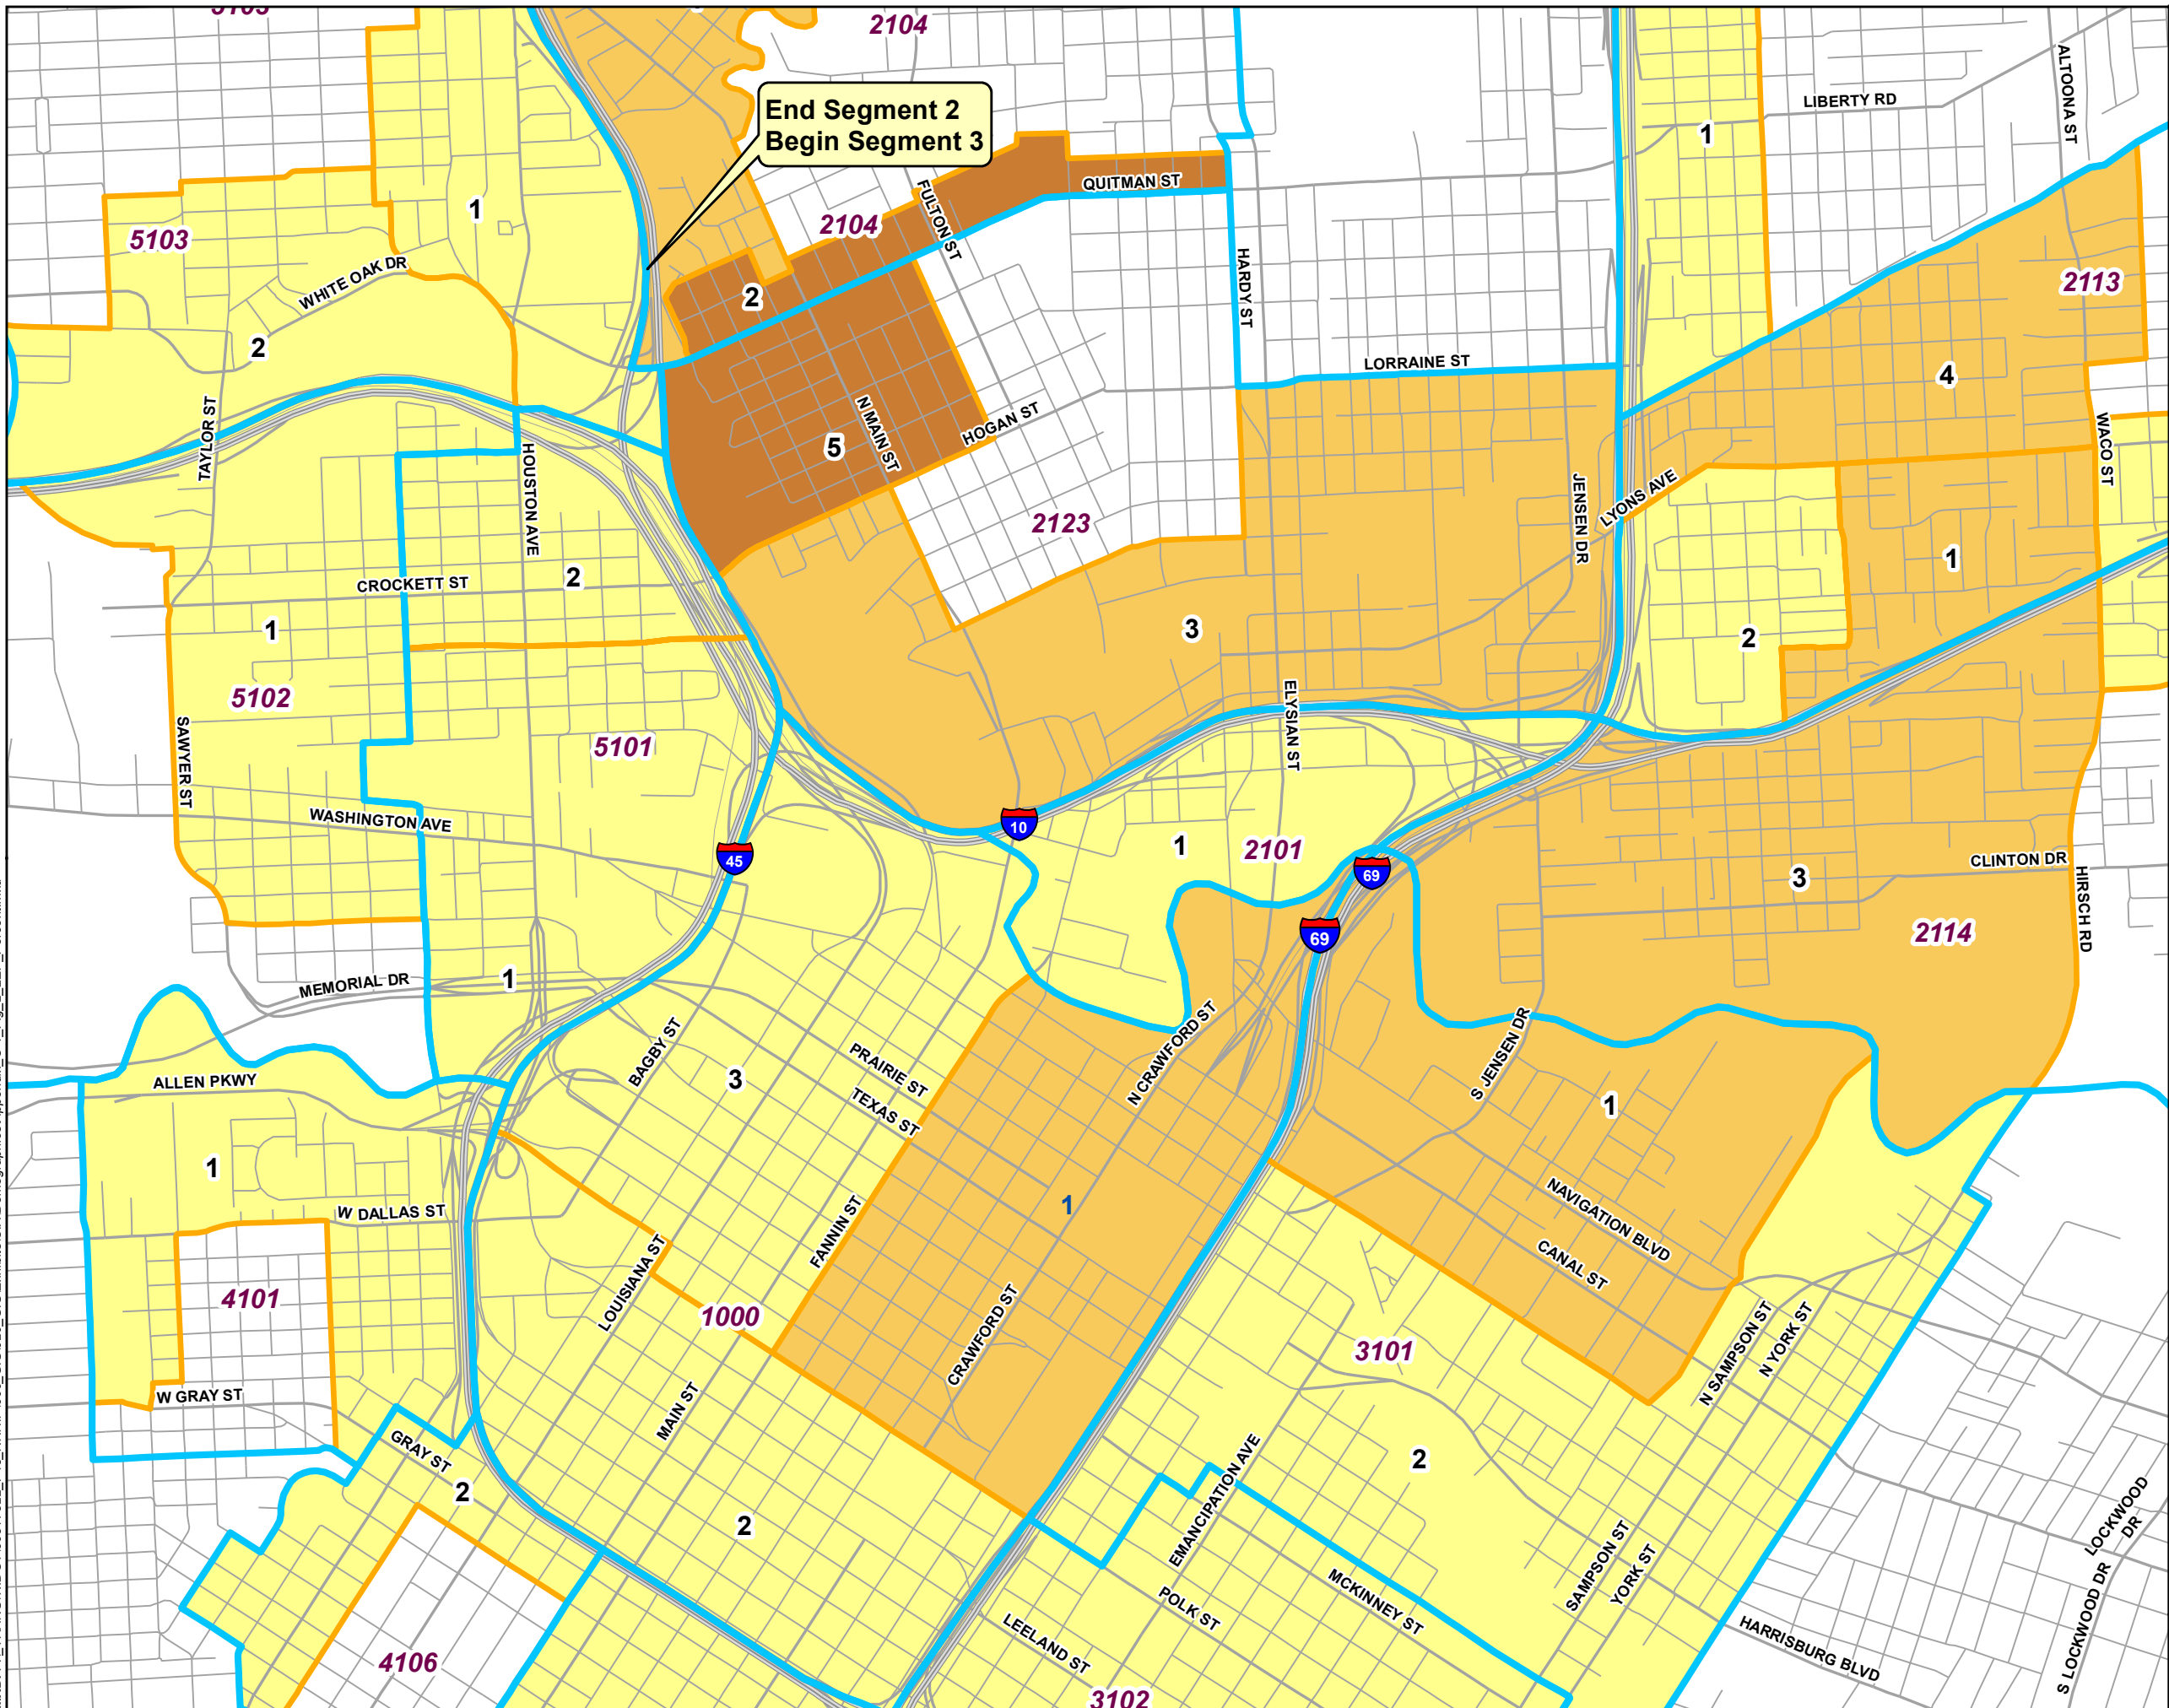 5103
2104
End Segment 2
Begin Segment 3
LIBERTY RD
ALTOONA ST
1
QUITMAN ST
FULTON ST
1
2104
5103
WHITE OAK DR
HARDY ST
2113
2
2
LORRAINE ST
4
TAYLOR ST
N MAIN ST
HOGAN ST
5
WACO ST
HOUSTON AVE
JENSEN DR
LYONS AVE
2123
1
CROCKETT ST
2
1
3
2
5102
ELYSIAN ST
SAWYER ST
5101
WASHINGTON AVE
10
45
1
2101
69
CLINTON DR
3
HIRSCH RD
69
2114
MEMORIAL DR
1
N CRAWFORD ST
BAGBY ST
PRAIRIE ST
S JENSEN DR
3
ALLEN PKWY
TEXAS ST
1
1
1
W DALLAS ST
NAVIGATION BLVD
FANNIN ST
CANAL ST
LOUISIANA ST
4101
1000
CRAWFORD ST
3101
N SAMPSON ST
N YORK ST
W GRAY ST
MAIN ST
GRAY ST
2
2
EMANCIPATION AVE
2
LOCKWOOD DR
SAMPSON ST
YORK ST
MCKINNEY ST
POLK ST
LEELAND ST
HARRISBURG BLVD
S LOCKWOOD DR
4106
3102